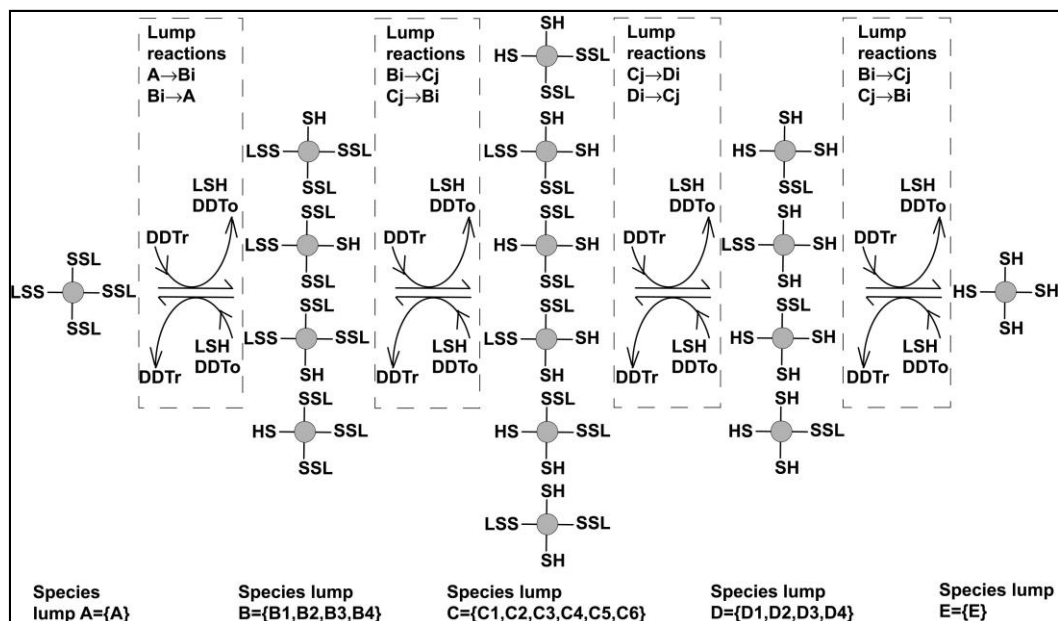 Lump
reactions
A→Bi
Bi→A
LSH
DDTo
DDTr
LSH
DDTo
DDTr
Lump
reactions
Bi→Cj
Cj→Bi
LSH
DDTo
DDTr
LSH
DDTo
DDTr
Lump
reactions
Cj→Di
Di→Cj
LSH
DDTo
DDTr
LSH
DDTo
DDTr
Lump
reactions
Bi→Cj
Cj→Bi
LSH
DDTo
DDTr
LSH
DDTo
DDTr
SSL
LSS SSL
SSL
SH
LSS SSL
SSL
SSL
LSS SH
SSL
SSL
LSS SSL
SH
SSL
HS SSL
SSL
SH
HS SSL
SSL
SH
LSS SH
SSL
SSL
HS SH
SSL
SSL
LSS SH
SH
SSL
HS SSL
SH
SH
LSS SSL
SH
SH
HS SH
SSL
SH
LSS SH
SH
SSL
HS SH
SH
SH
HS SSL
SH
SH
HS SH
SH
Species
lump A={A}
Species lump
B={B1,B2,B3,B4}
Species lump
C={C1,C2,C3,C4,C5,C6}
Species lump
D={D1,D2,D3,D4}
Species lump
E={E}